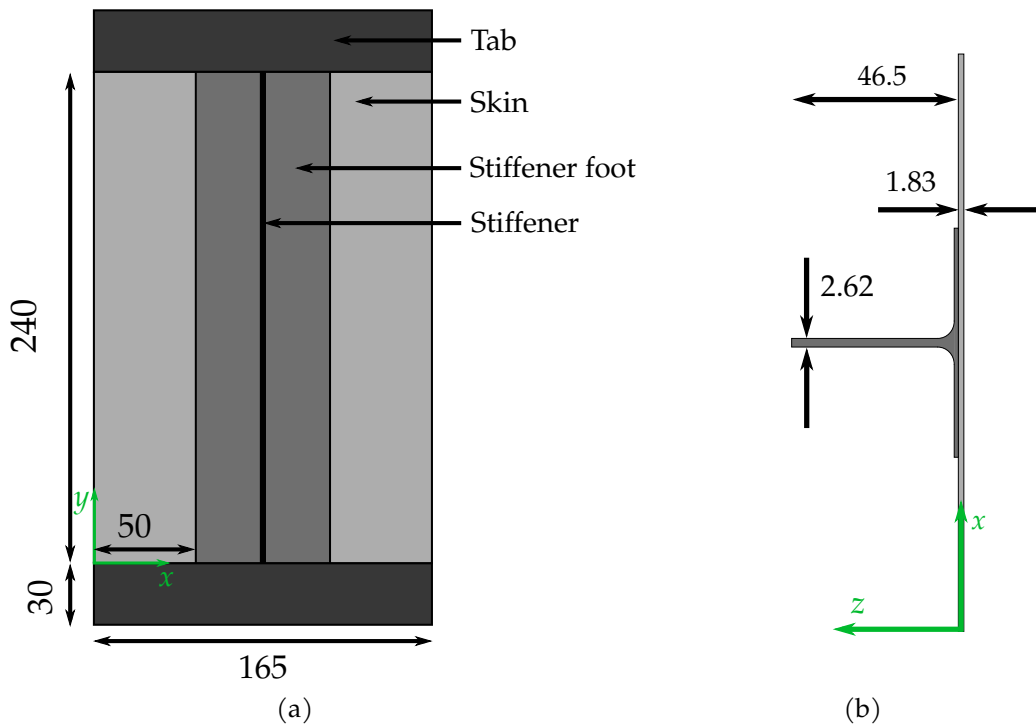 Tab
Skin
Stiffener foot
Stiffener
240
y
50
x
30
165
(a)
46.5
1.83
2.62
x
z
(b)